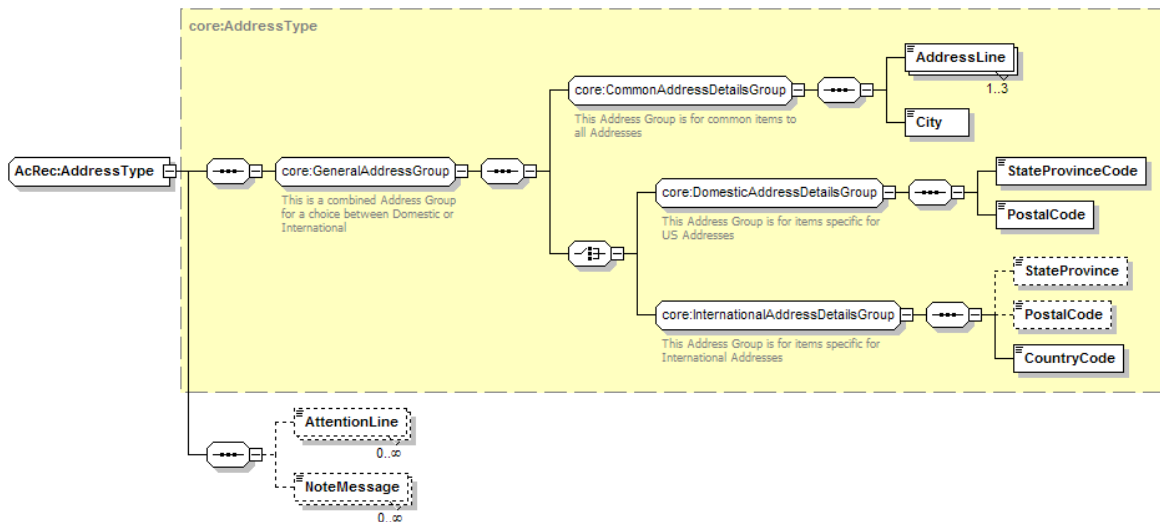 core:AddressType
AddressLine
1..3
core:CommonAddressDetailsGroup
This Address Group is for common items to
all Addresses
City
AcRec:AddressType
core:GeneralAddressGroup
This is a combined Address Group
for a choice between Domestic or
International
core:DomesticAddressDetailsGroup
This Address Group is for items specific for
US Addresses
StateProvinceCode
PostalCode
StateProvince
core:InternationalAddressDetailsGroup
This Address Group is for items specific for
International Addresses
PostalCode
CountryCode
AttentionLine
0..∞
NoteMessage
0..∞